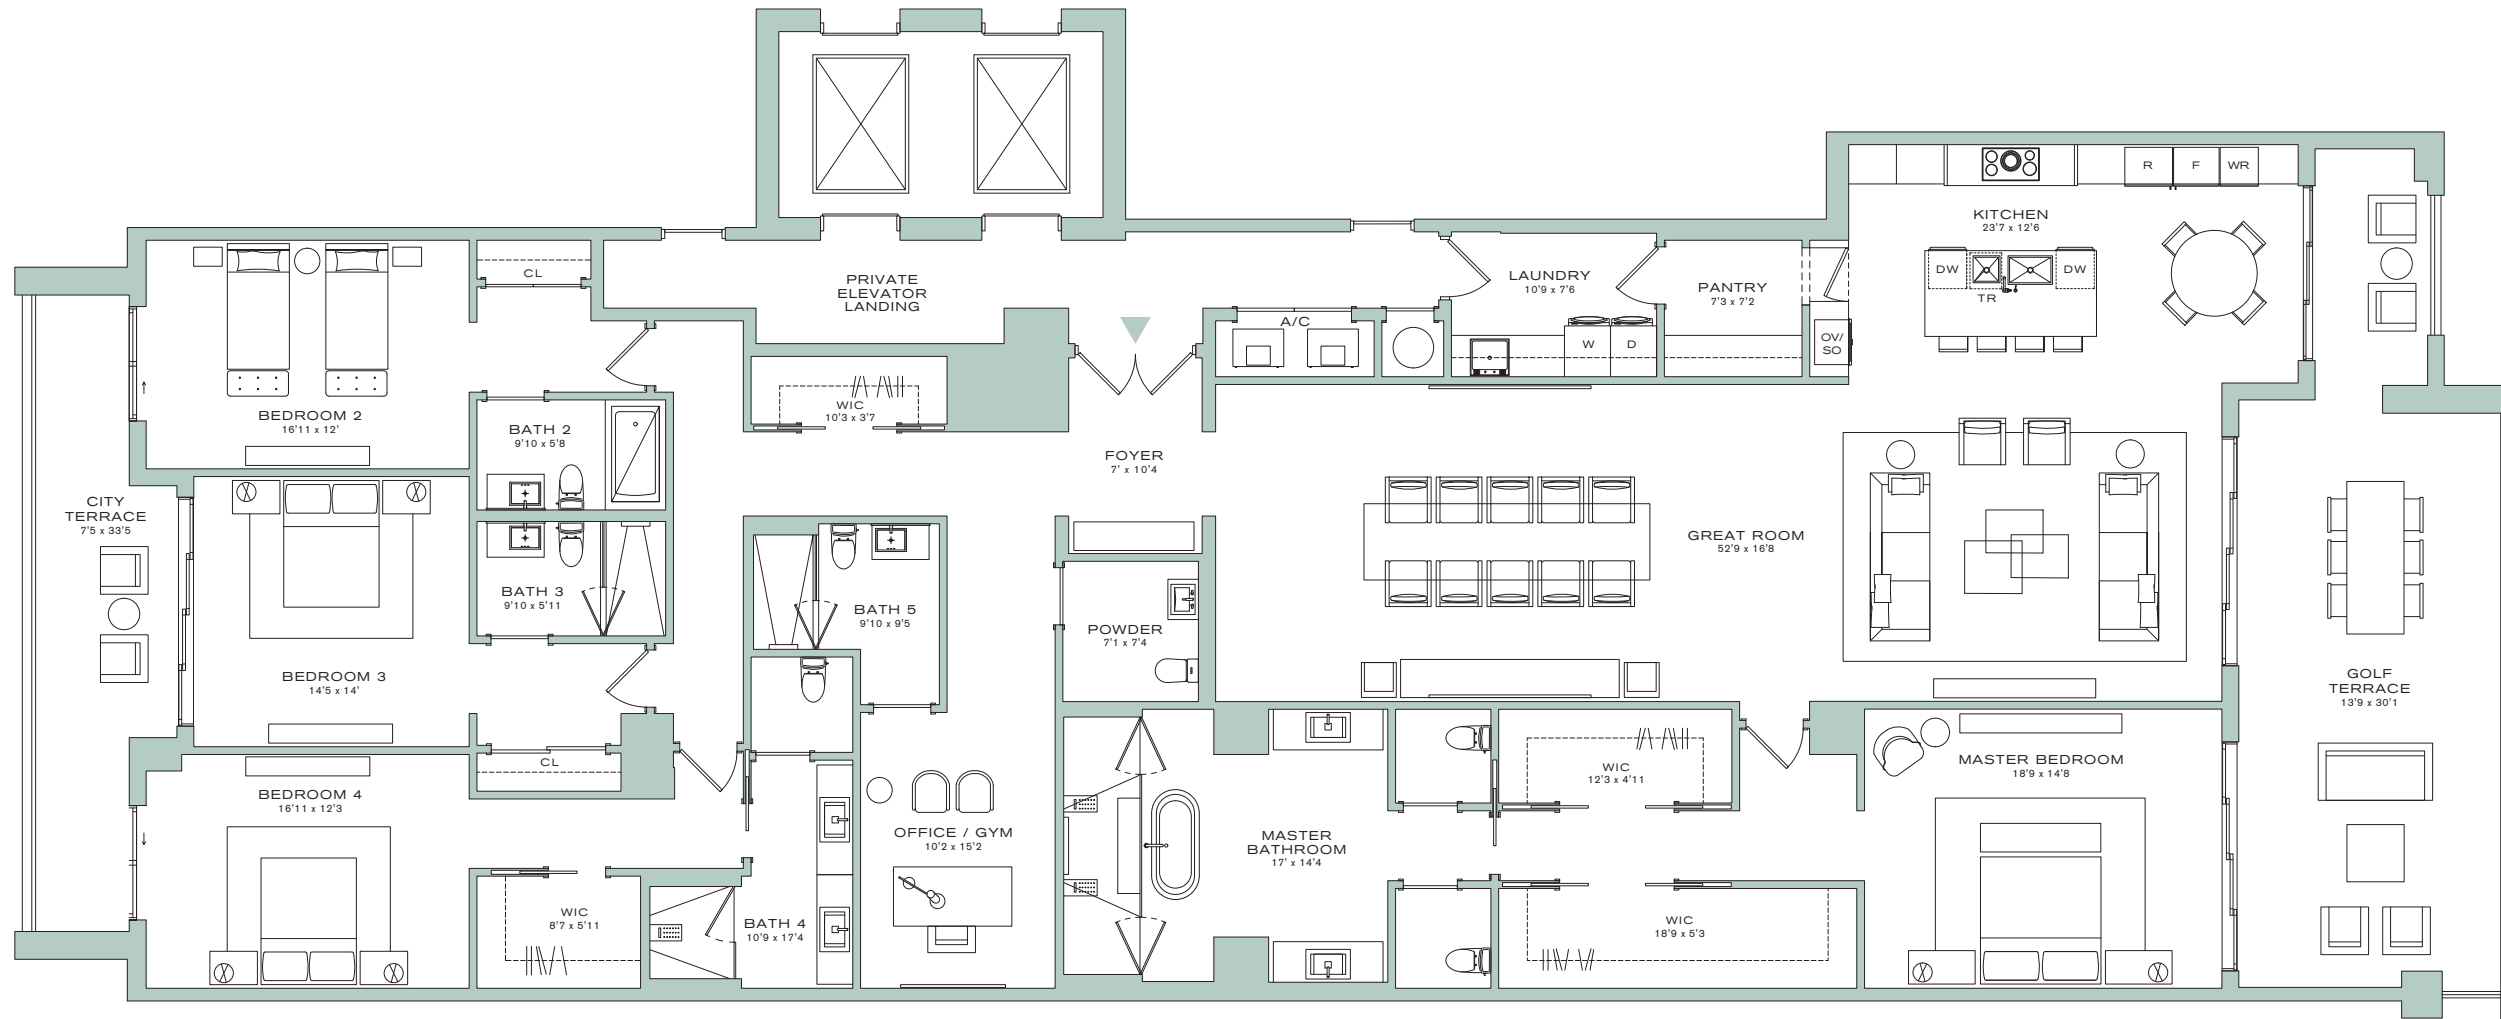 R
F
WR
KITCHEN
23'7 x 12'6
CL
PRIVATE
ELEVATOR
LANDING
LAUNDRY
10'9 x 7'6
PANTRY
7'3 x 7'2
DW
DW
TR
A/C
W
D
OV/
SO
BEDROOM 2
16'11 x 12'
BATH 2
9'10 x 5'8
WIC
10'3 x 3'7
FOYER
7' x 10'4
CITY
TERRACE
7'5 x 33'5
GREAT ROOM
52'9 x 16'8
BATH 3
9'10 x 5'11
BATH 5
9'10 x 9'5
POWDER
7'1 x 7'4
BEDROOM 3
14'5 x 14'
GOLF
TERRACE
13'9 x 30'1
CL
BEDROOM 4
16'11 x 12'3
WIC
12'3 x 4'11
MASTER BEDROOM
18'9 x 14'8
OFFICE / GYM
10'2 x 15'2
MASTER
BATHROOM
17' x 14'4
WIC
8'7 x 5'11
BATH 4
10'9 x 17'4
WIC
18'9 x 5'3